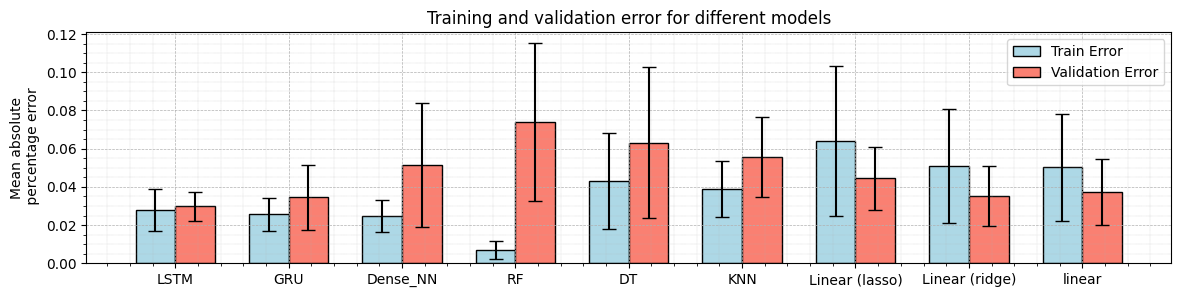 Training and validation error for different models
Mean absolute
percentage error
0.12
0.10
0.08
0.06
0.04
0.02
0.00
Train Error
Validation Error
LSTM
GRU
Dense_NN
RF
DT
KNN
Linear (lasso)
Linear (ridge)
linear